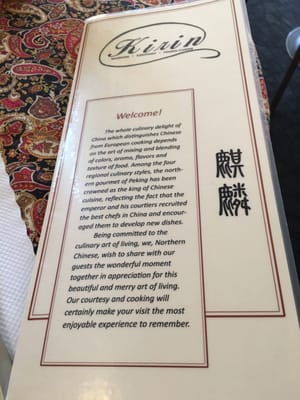 Kirin
Welcome!
The whole culinary delight of
China which distinguishes Chinese
from European cooking depends
on the art of mixing and blending
of colors, aroma, flavors and
texture of food. Among the four
regional culinary styles, the north-
ern gourmet of Peking has been
crowned as the king of Chinese
cuisine, reflecting the fact that the
emperor and his courtiers recruited
the best chefs in China and encour-
aged them to develop new dishes.
Being committed to the
culinary art of living, we, Northern
Chinese, wish to share with our
guests the wonderful moment
together in appreciation for this
beautiful and merry art of living.
Our courtesy and cooking will
certainly make your visit the most
enjoyable experience to remember.
麒
麟